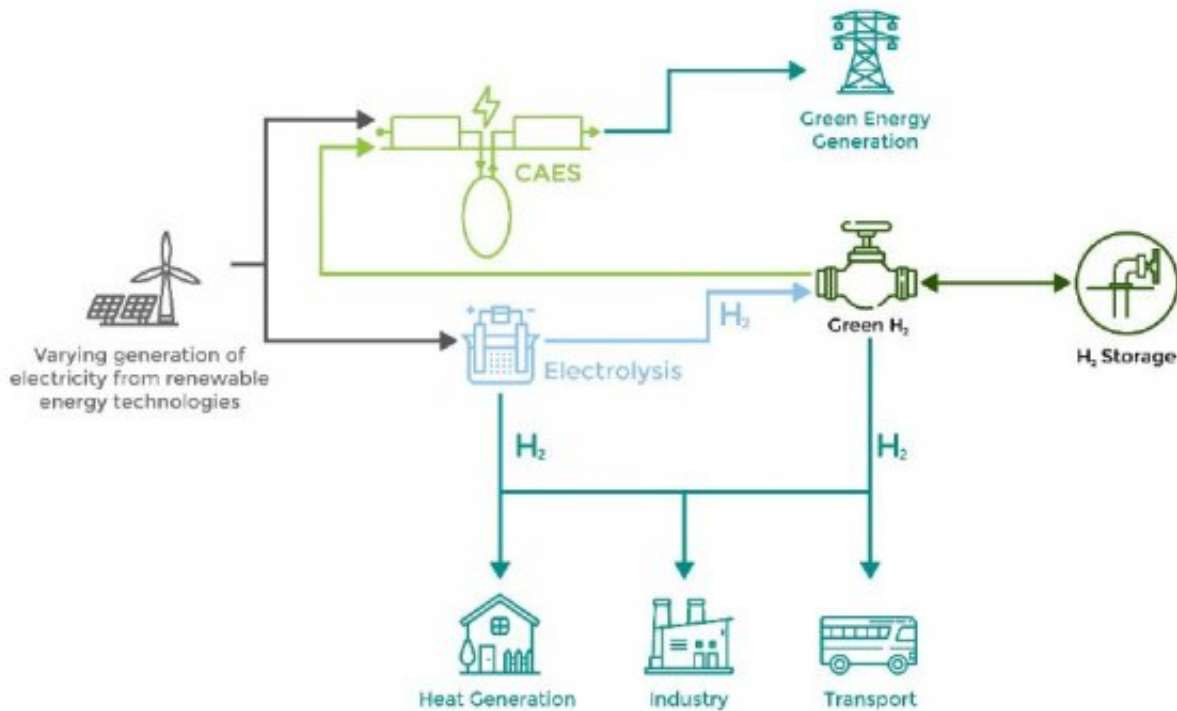 Green Energy
Generation
CAES
Varying generation of
electricity from renewable
energy technologies
+ −
H₂
Electrolysis
Green H₂
H₂ Storage
H₂
H₂
Heat Generation
Industry
Transport